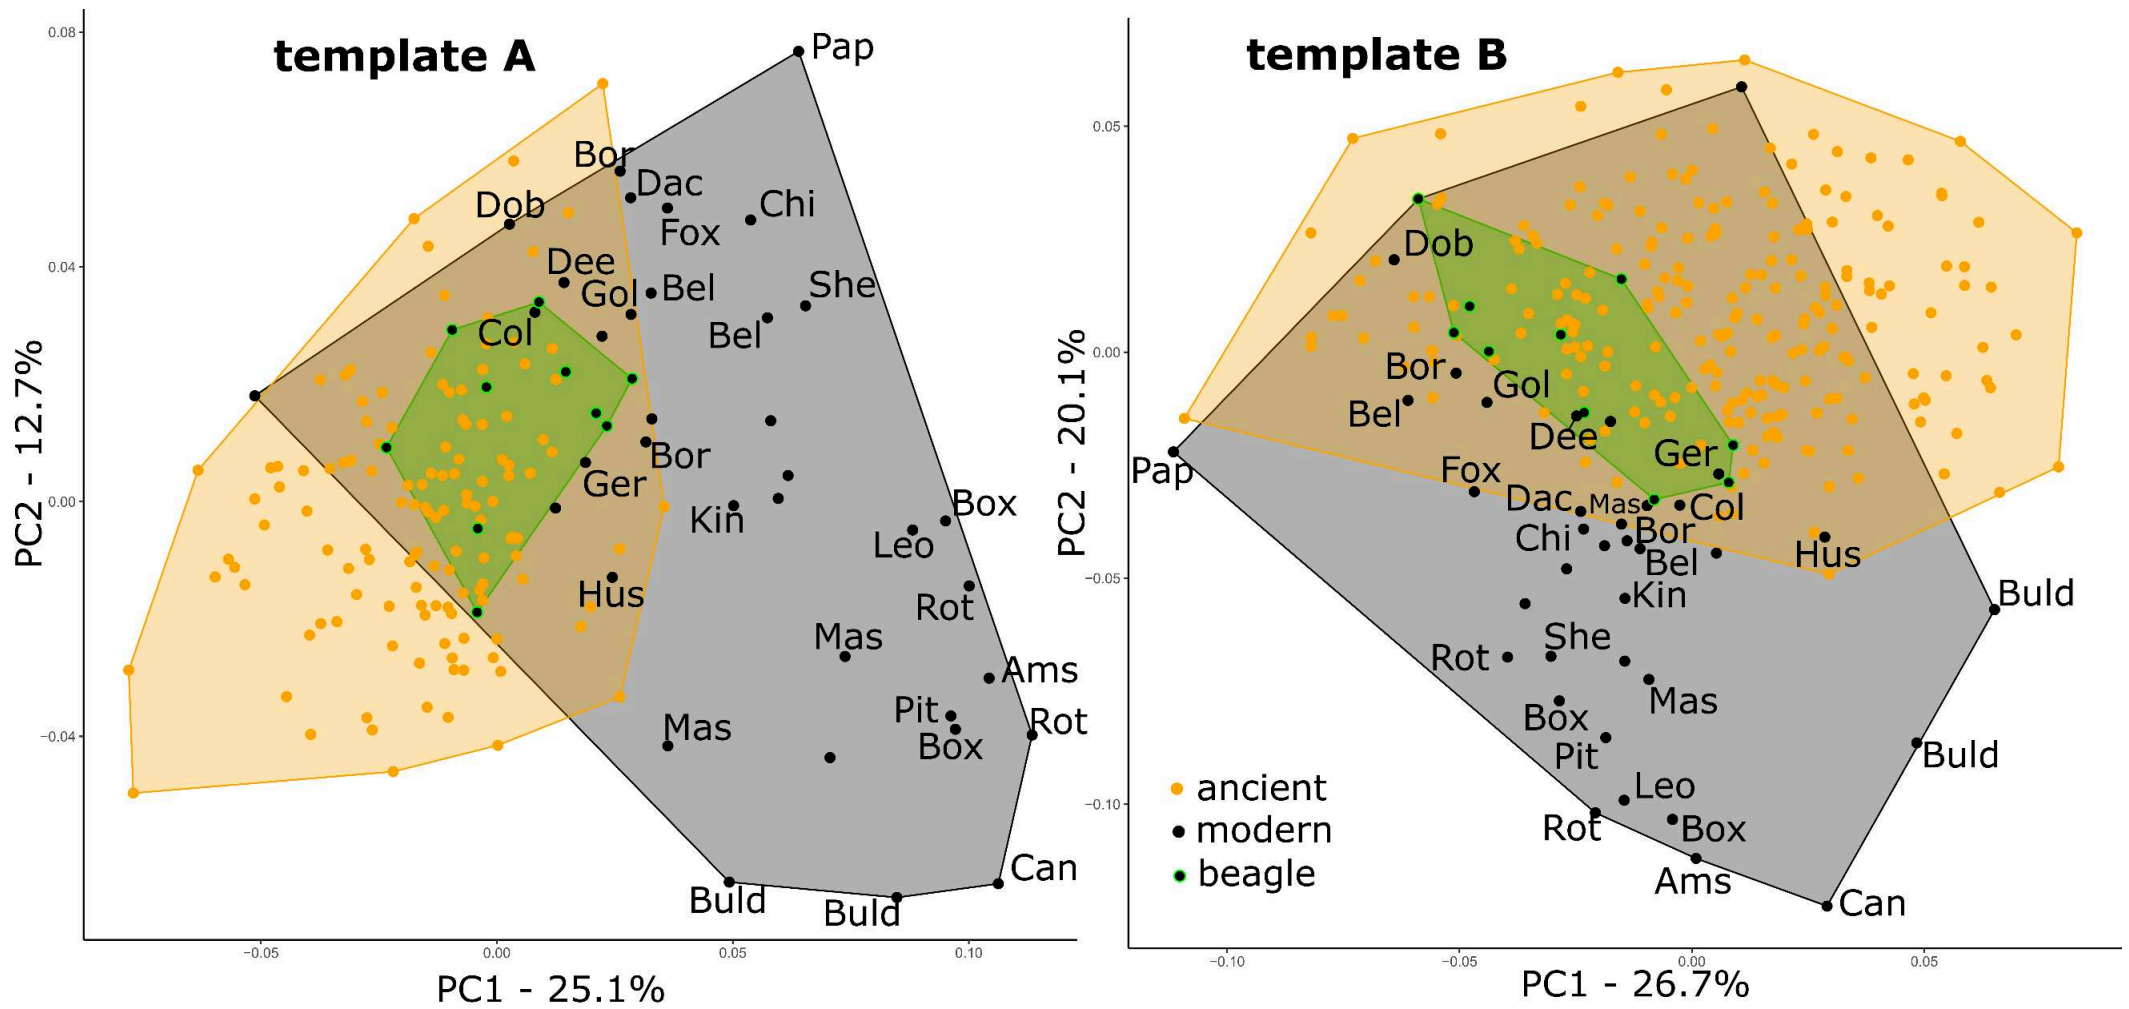 template A
0.08
0.04
0.00
−0.04
PC2 - 12.7%
Pap
Bor
Dac
Dob
Fox
Chi
Dee
Gol
Bel
She
Col
Bel
Bor
Ger
Kin
Box
Leo
Hus
Rot
Mas
Ams
Pit
Rot
Mas
Box
Can
Buld
Buld
−0.05
0.00
0.05
0.10
PC1 - 25.1%
template B
0.05
0.00
−0.05
−0.10
PC2 - 20.1%
Dob
Bor
Gol
Bel
Dee
Ger
Pap
Fox
Dac
Mas
Col
Chi
Bor
Hus
Bel
Kin
Buld
She
Rot
Mas
Box
Buld
Pit
Leo
Rot
Box
Ams
Can
ancient
modern
beagle
−0.10
−0.05
0.00
0.05
PC1 - 26.7%